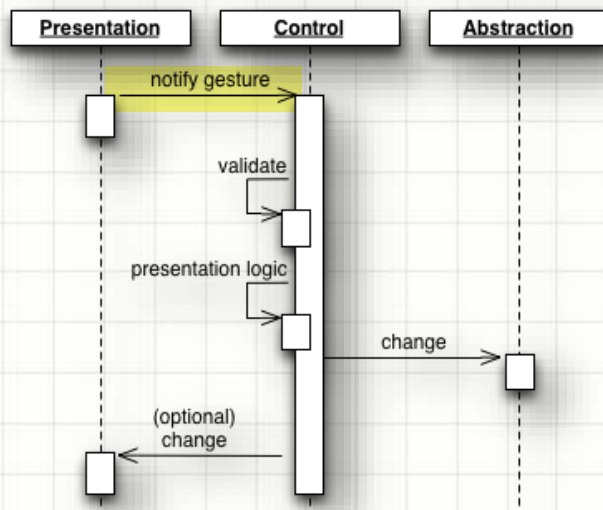 Presentation
Control
Abstraction
notify gesture
validate
presentation logic
change
(optional)
change